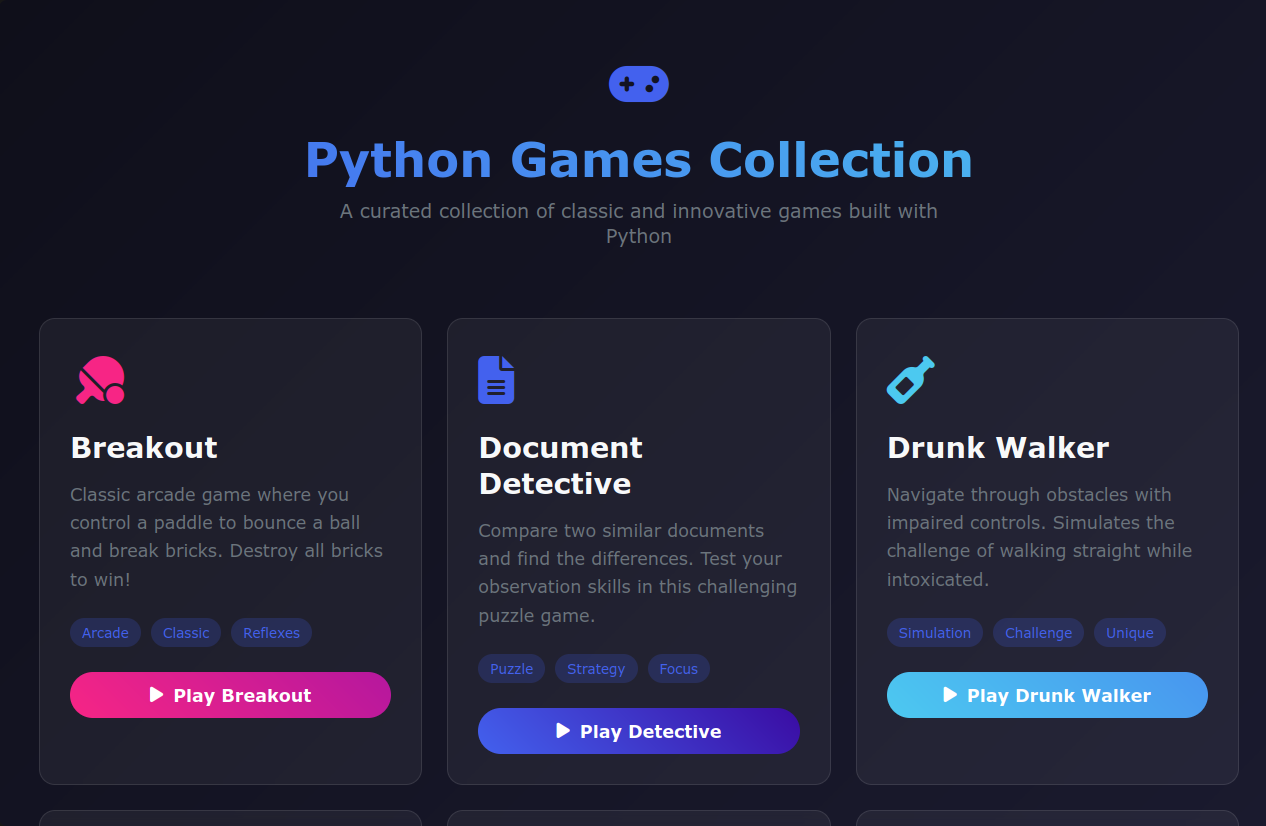 Python Games Collection
A curated collection of classic and innovative games built with
Python
Breakout
Classic arcade game where you
control a paddle to bounce a ball
and break bricks. Destroy all bricks
to win!
Arcade Classic Reflexes
Play Breakout
Document
Detective
Compare two similar documents
and find the differences. Test your
observation skills in this challenging
puzzle game.
Puzzle Strategy Focus
Play Detective
Drunk Walker
Navigate through obstacles with
impaired controls. Simulates the
challenge of walking straight while
intoxicated.
Simulation Challenge Unique
Play Drunk Walker